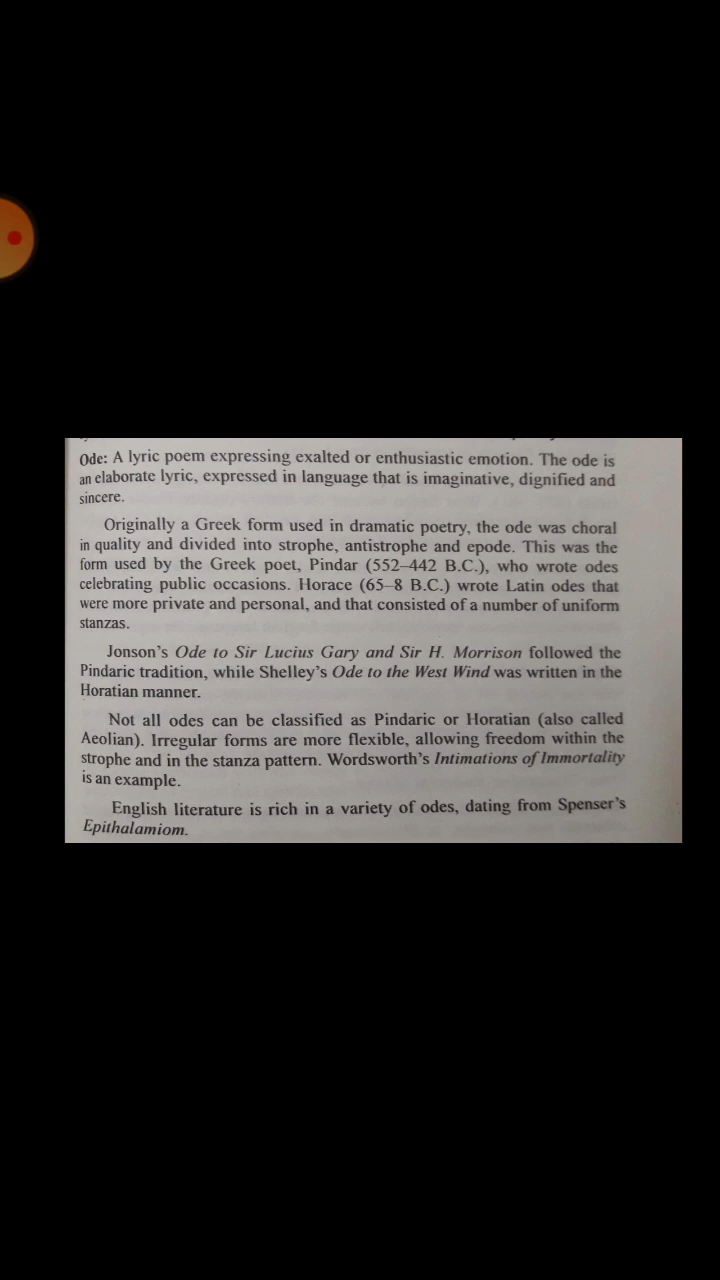 Ode: A lyric poem expressing exalted or enthusiastic emotion. The ode is
an elaborate lyric, expressed in language that is imaginative, dignified and
sincere.
Originally a Greek form used in dramatic poetry, the ode was choral
in quality and divided into strophe, antistrophe and epode. This was the
form used by the Greek poet, Pindar (552–442 B.C.), who wrote odes
celebrating public occasions. Horace (65–8 B.C.) wrote Latin odes that
were more private and personal, and that consisted of a number of uniform
stanzas.
Jonson's Ode to Sir Lucius Gary and Sir H. Morrison followed the
Pindaric tradition, while Shelley's Ode to the West Wind was written in the
Horatian manner.
Not all odes can be classified as Pindaric or Horatian (also called
Aeolian). Irregular forms are more flexible, allowing freedom within the
strophe and in the stanza pattern. Wordsworth's Intimations of Immortality
is an example.
English literature is rich in a variety of odes, dating from Spenser's
Epithalamiom.